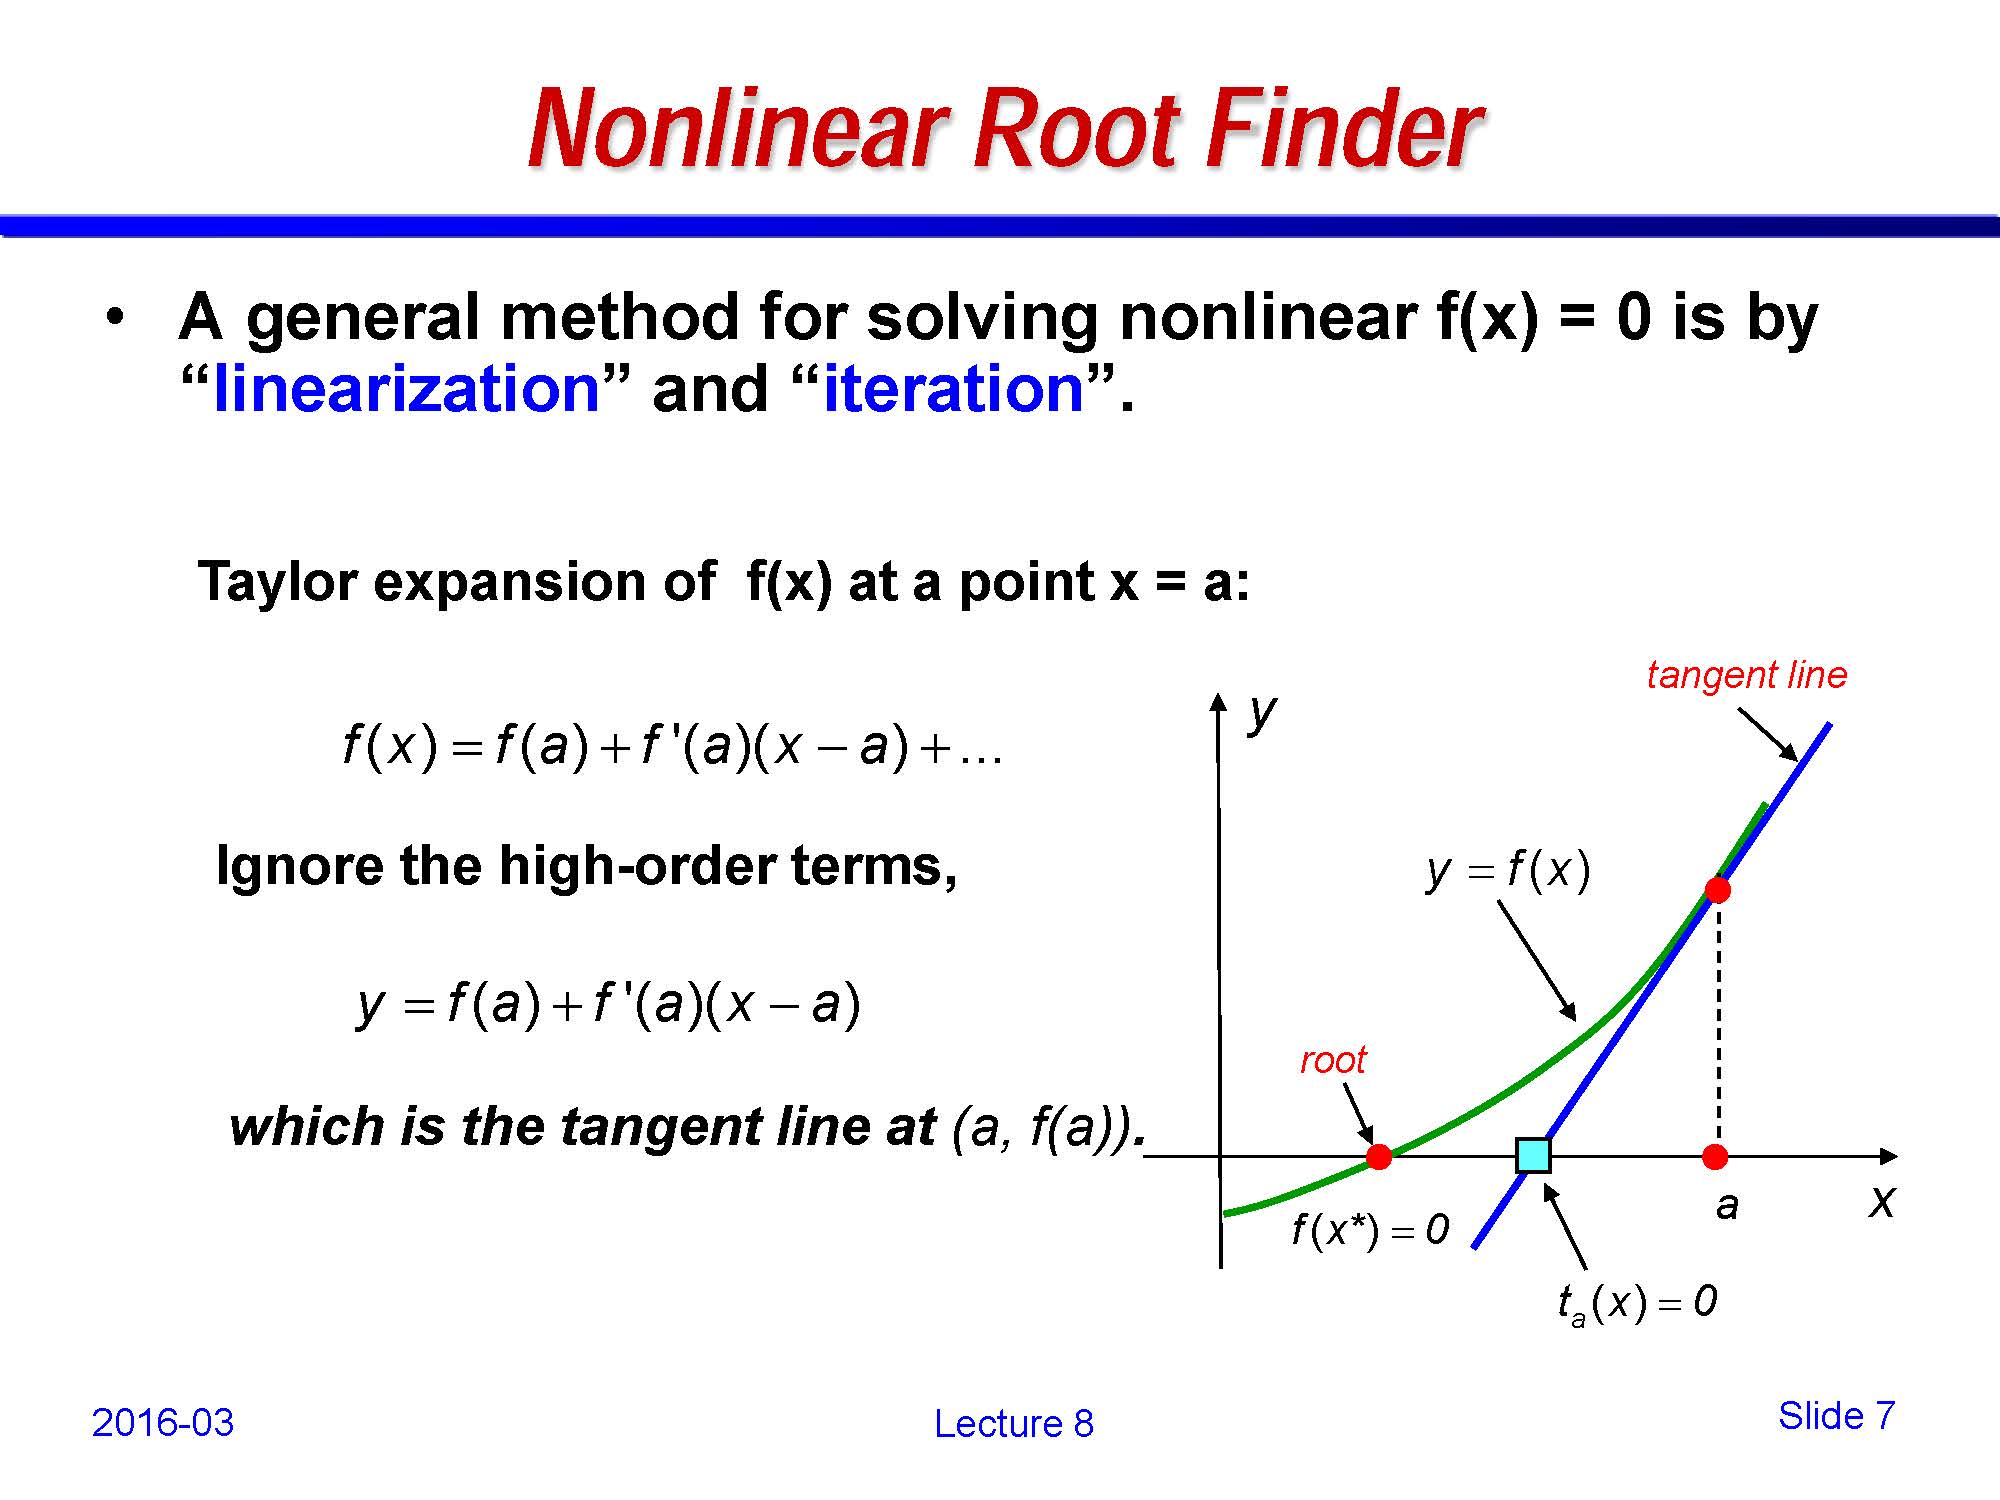 Nonlinear Root Finder
• A general method for solving nonlinear f(x) = 0 is by
“linearization” and “iteration”.
Taylor expansion of f(x) at a point x = a:
f(x) = f(a) + f '(a)(x − a) + ...
Ignore the high-order terms,
y = f(a) + f '(a)(x − a)
which is the tangent line at (a, f(a)).
tangent line
y
y = f(x)
root
a
x
f(x*) = 0
tₐ(x) = 0
2016-03
Lecture 8
Slide 7